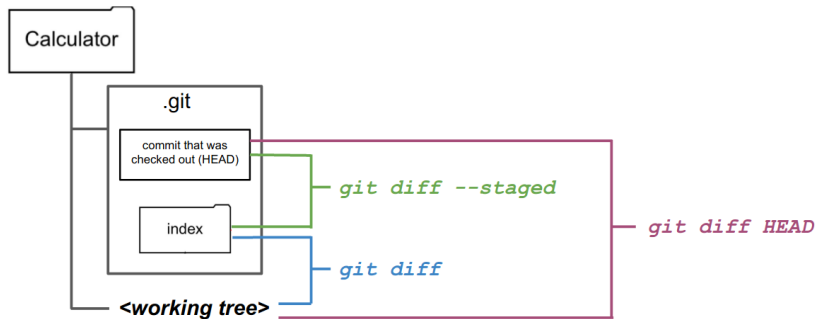 Calculator
.git
commit that was
checked out (HEAD)
git diff --staged
git diff HEAD
index
git diff
<working tree>